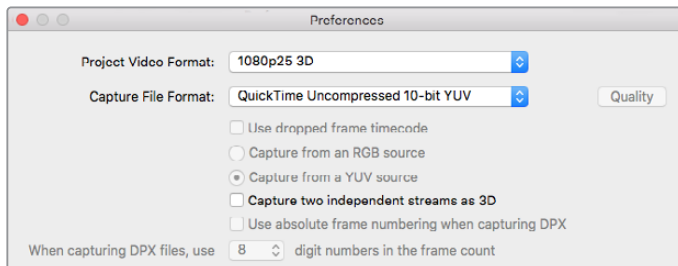 Preferences
Project Video Format: 1080p25 3D
Capture File Format: QuickTime Uncompressed 10-bit YUV Quality
Use dropped frame timecode
Capture from an RGB source
Capture from a YUV source
Capture two independent streams as 3D
Use absolute frame numbering when capturing DPX
When capturing DPX files, use 8 digit numbers in the frame count